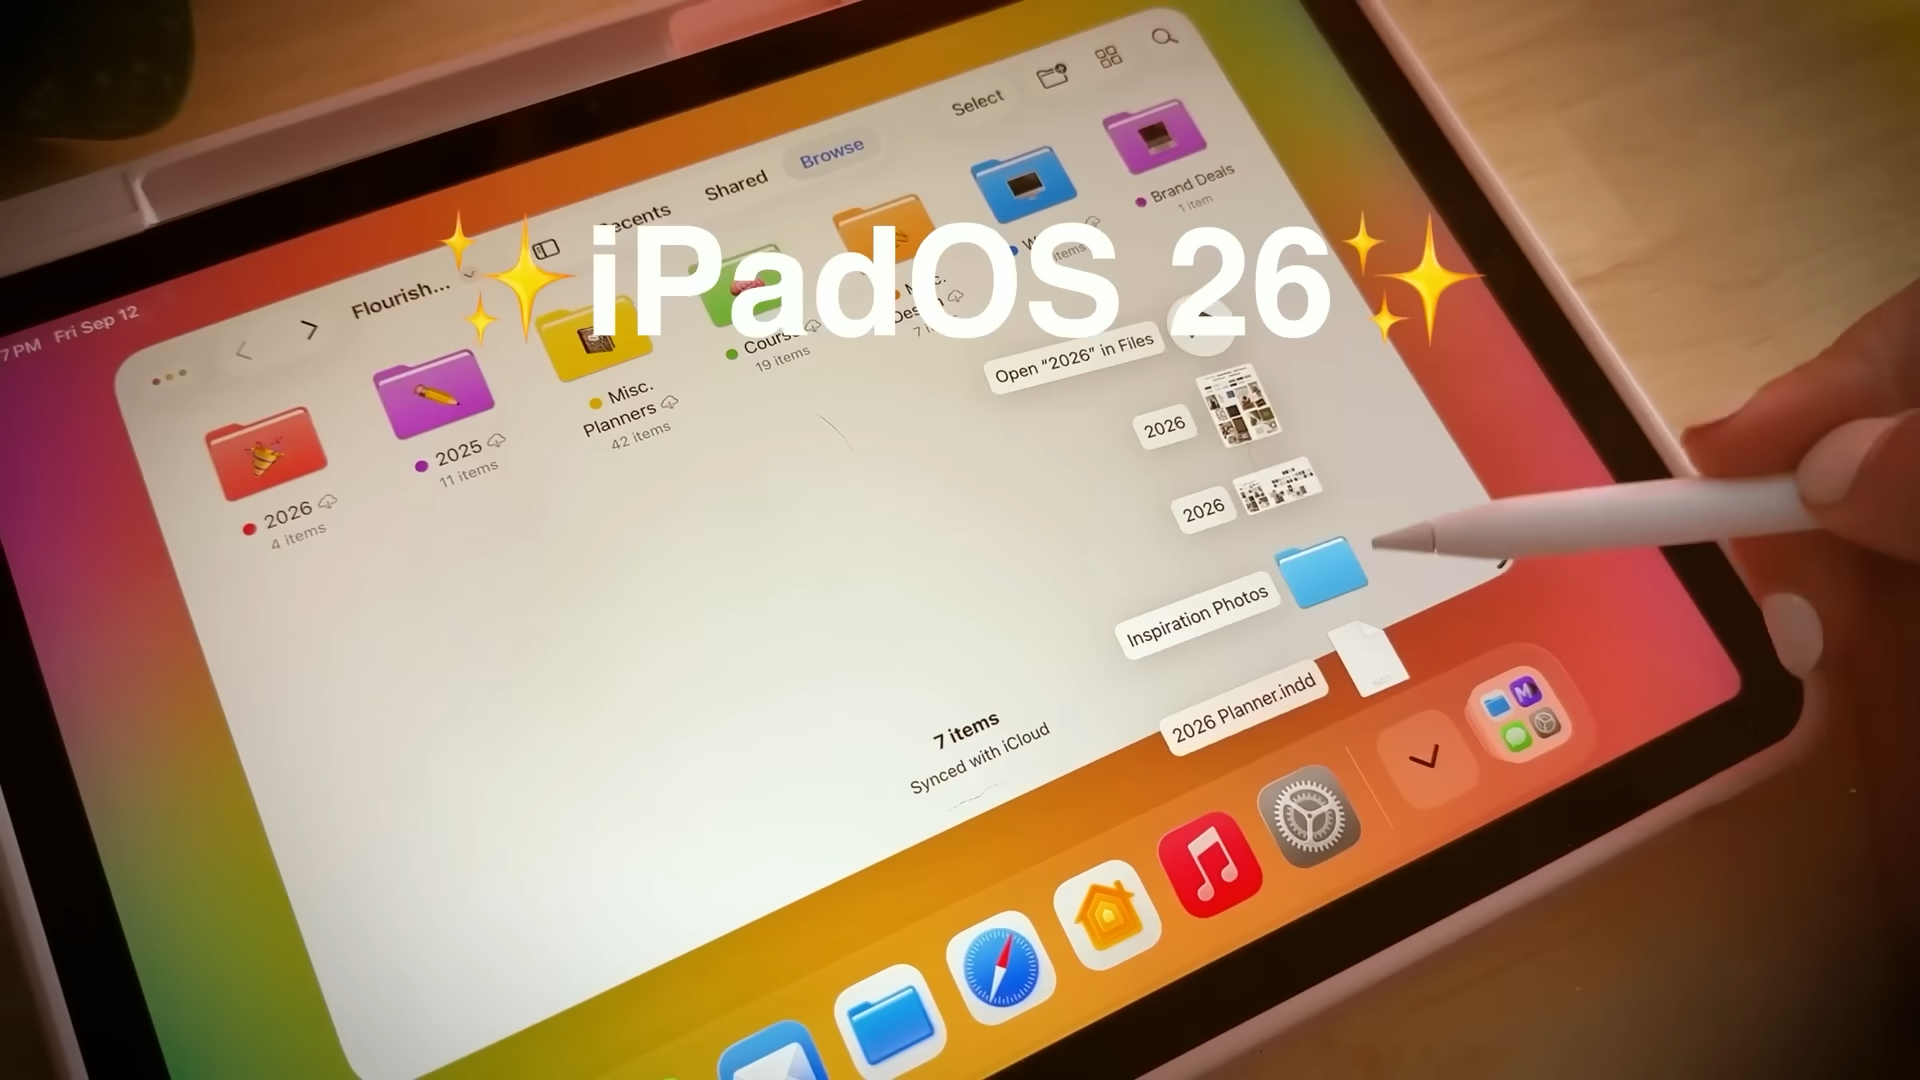 ✨iPadOS 26✨
7 PM Fri Sep 12
Flourish...
Shared
Browse
Select
2026
4 items
2025
11 items
Misc.
Planners
42 items
19 items
Brand Deals
1 item
Open “2026” in Files
2026
2026
Inspiration Photos
2026 Planner.indd
7 items
Synced with iCloud